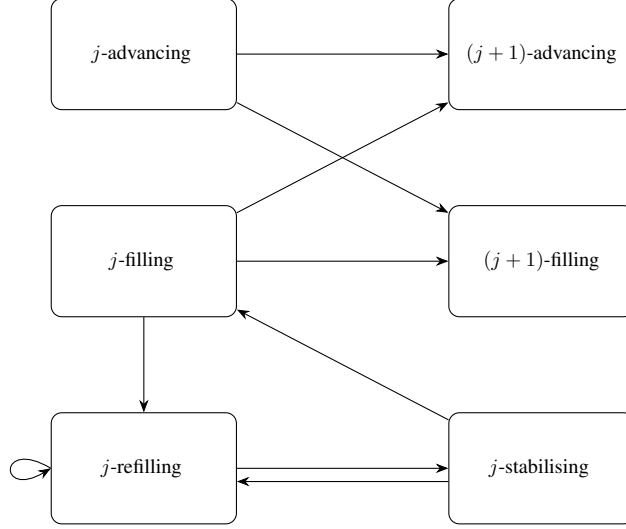 j-advancing
(j + 1)-advancing
j-filling
(j + 1)-filling
j-refilling
j-stabilising